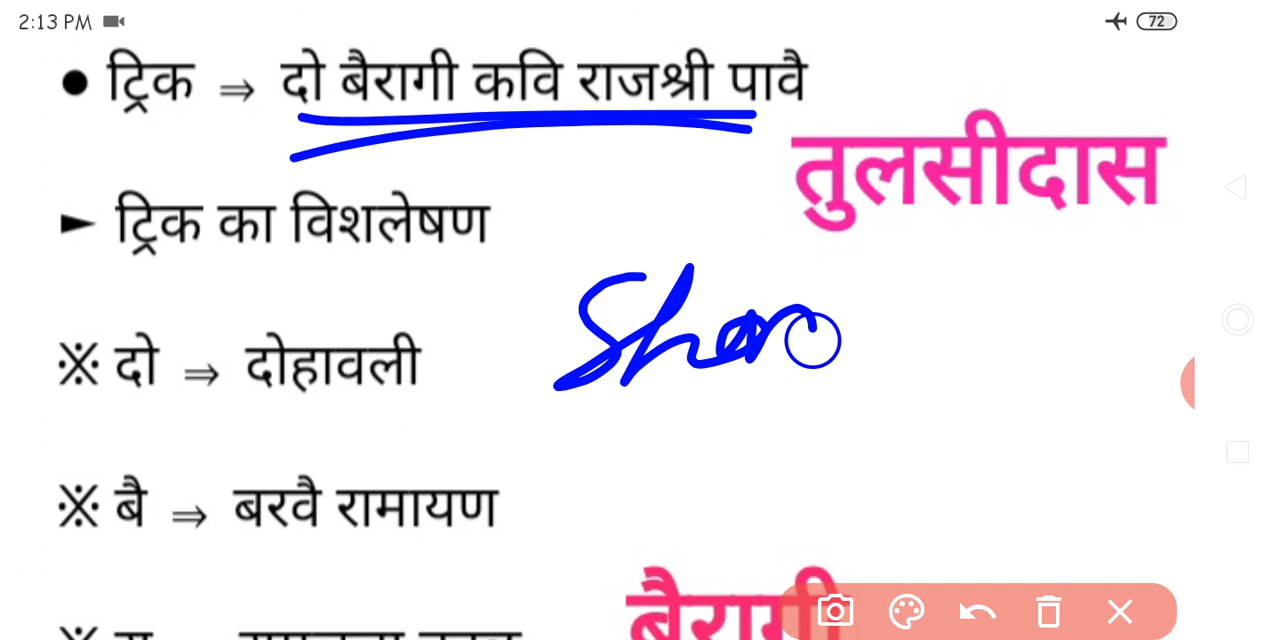 2:13 PM 72
● ट्रिक ⇒ दो बैरागी कवि राजश्री पावै
तुलसीदास
► ट्रिक का विशलेषण
※ दो ⇒ दोहावली
※ बै ⇒ बरवै रामायण
बैरागी